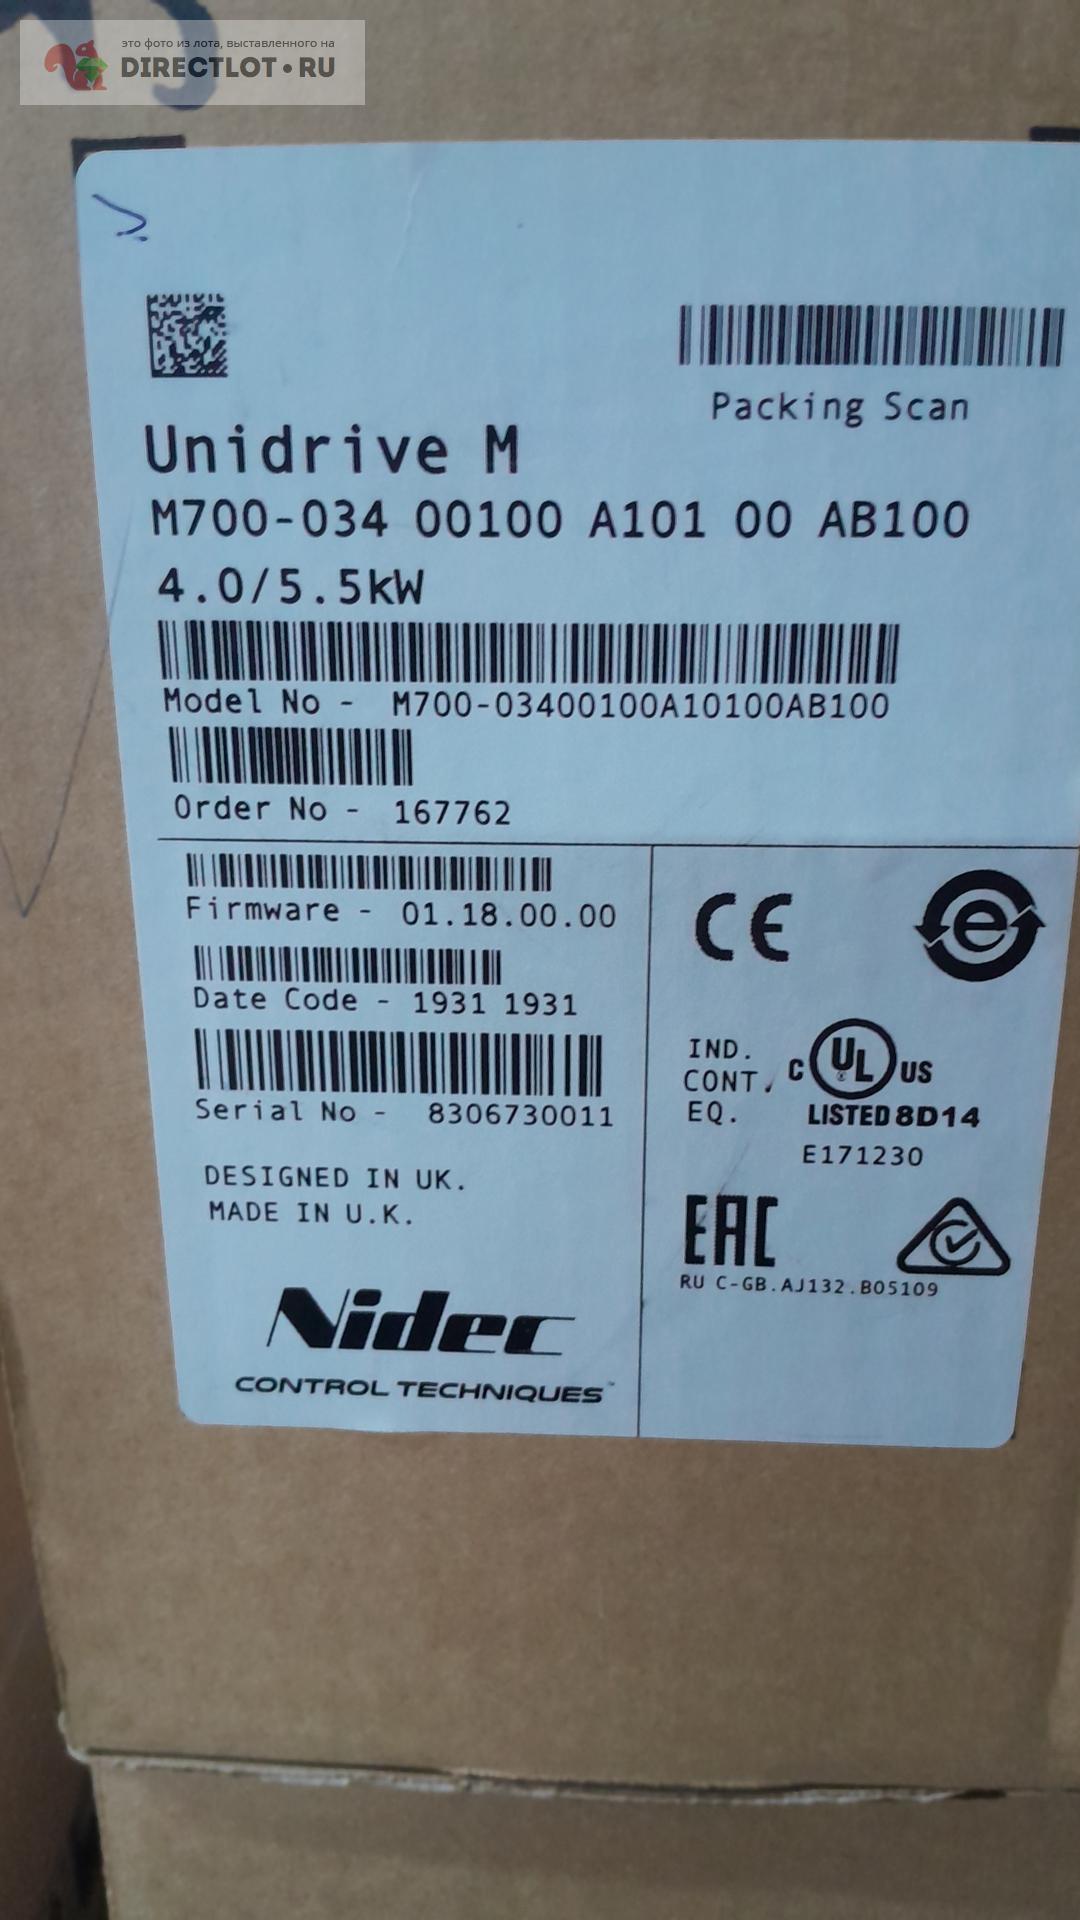 это фото из лота, выставленного на
DIRECTLOT•RU
Packing Scan
Unidrive M
M700-034 00100 A101 00 AB100
4.0/5.5kW
Model No - M700-03400100A10100AB100
Order No - 167762
Firmware - 01.18.00.00
Date Code - 1931 1931
Serial No - 8306730011
DESIGNED IN UK.
MADE IN U.K.
Nidec
CONTROL TECHNIQUES™
CE
e
IND.
CONT.
EQ.
C UL ® US
LISTED 8D14
E171230
EAC
RU C-GB.AJ132.B05109